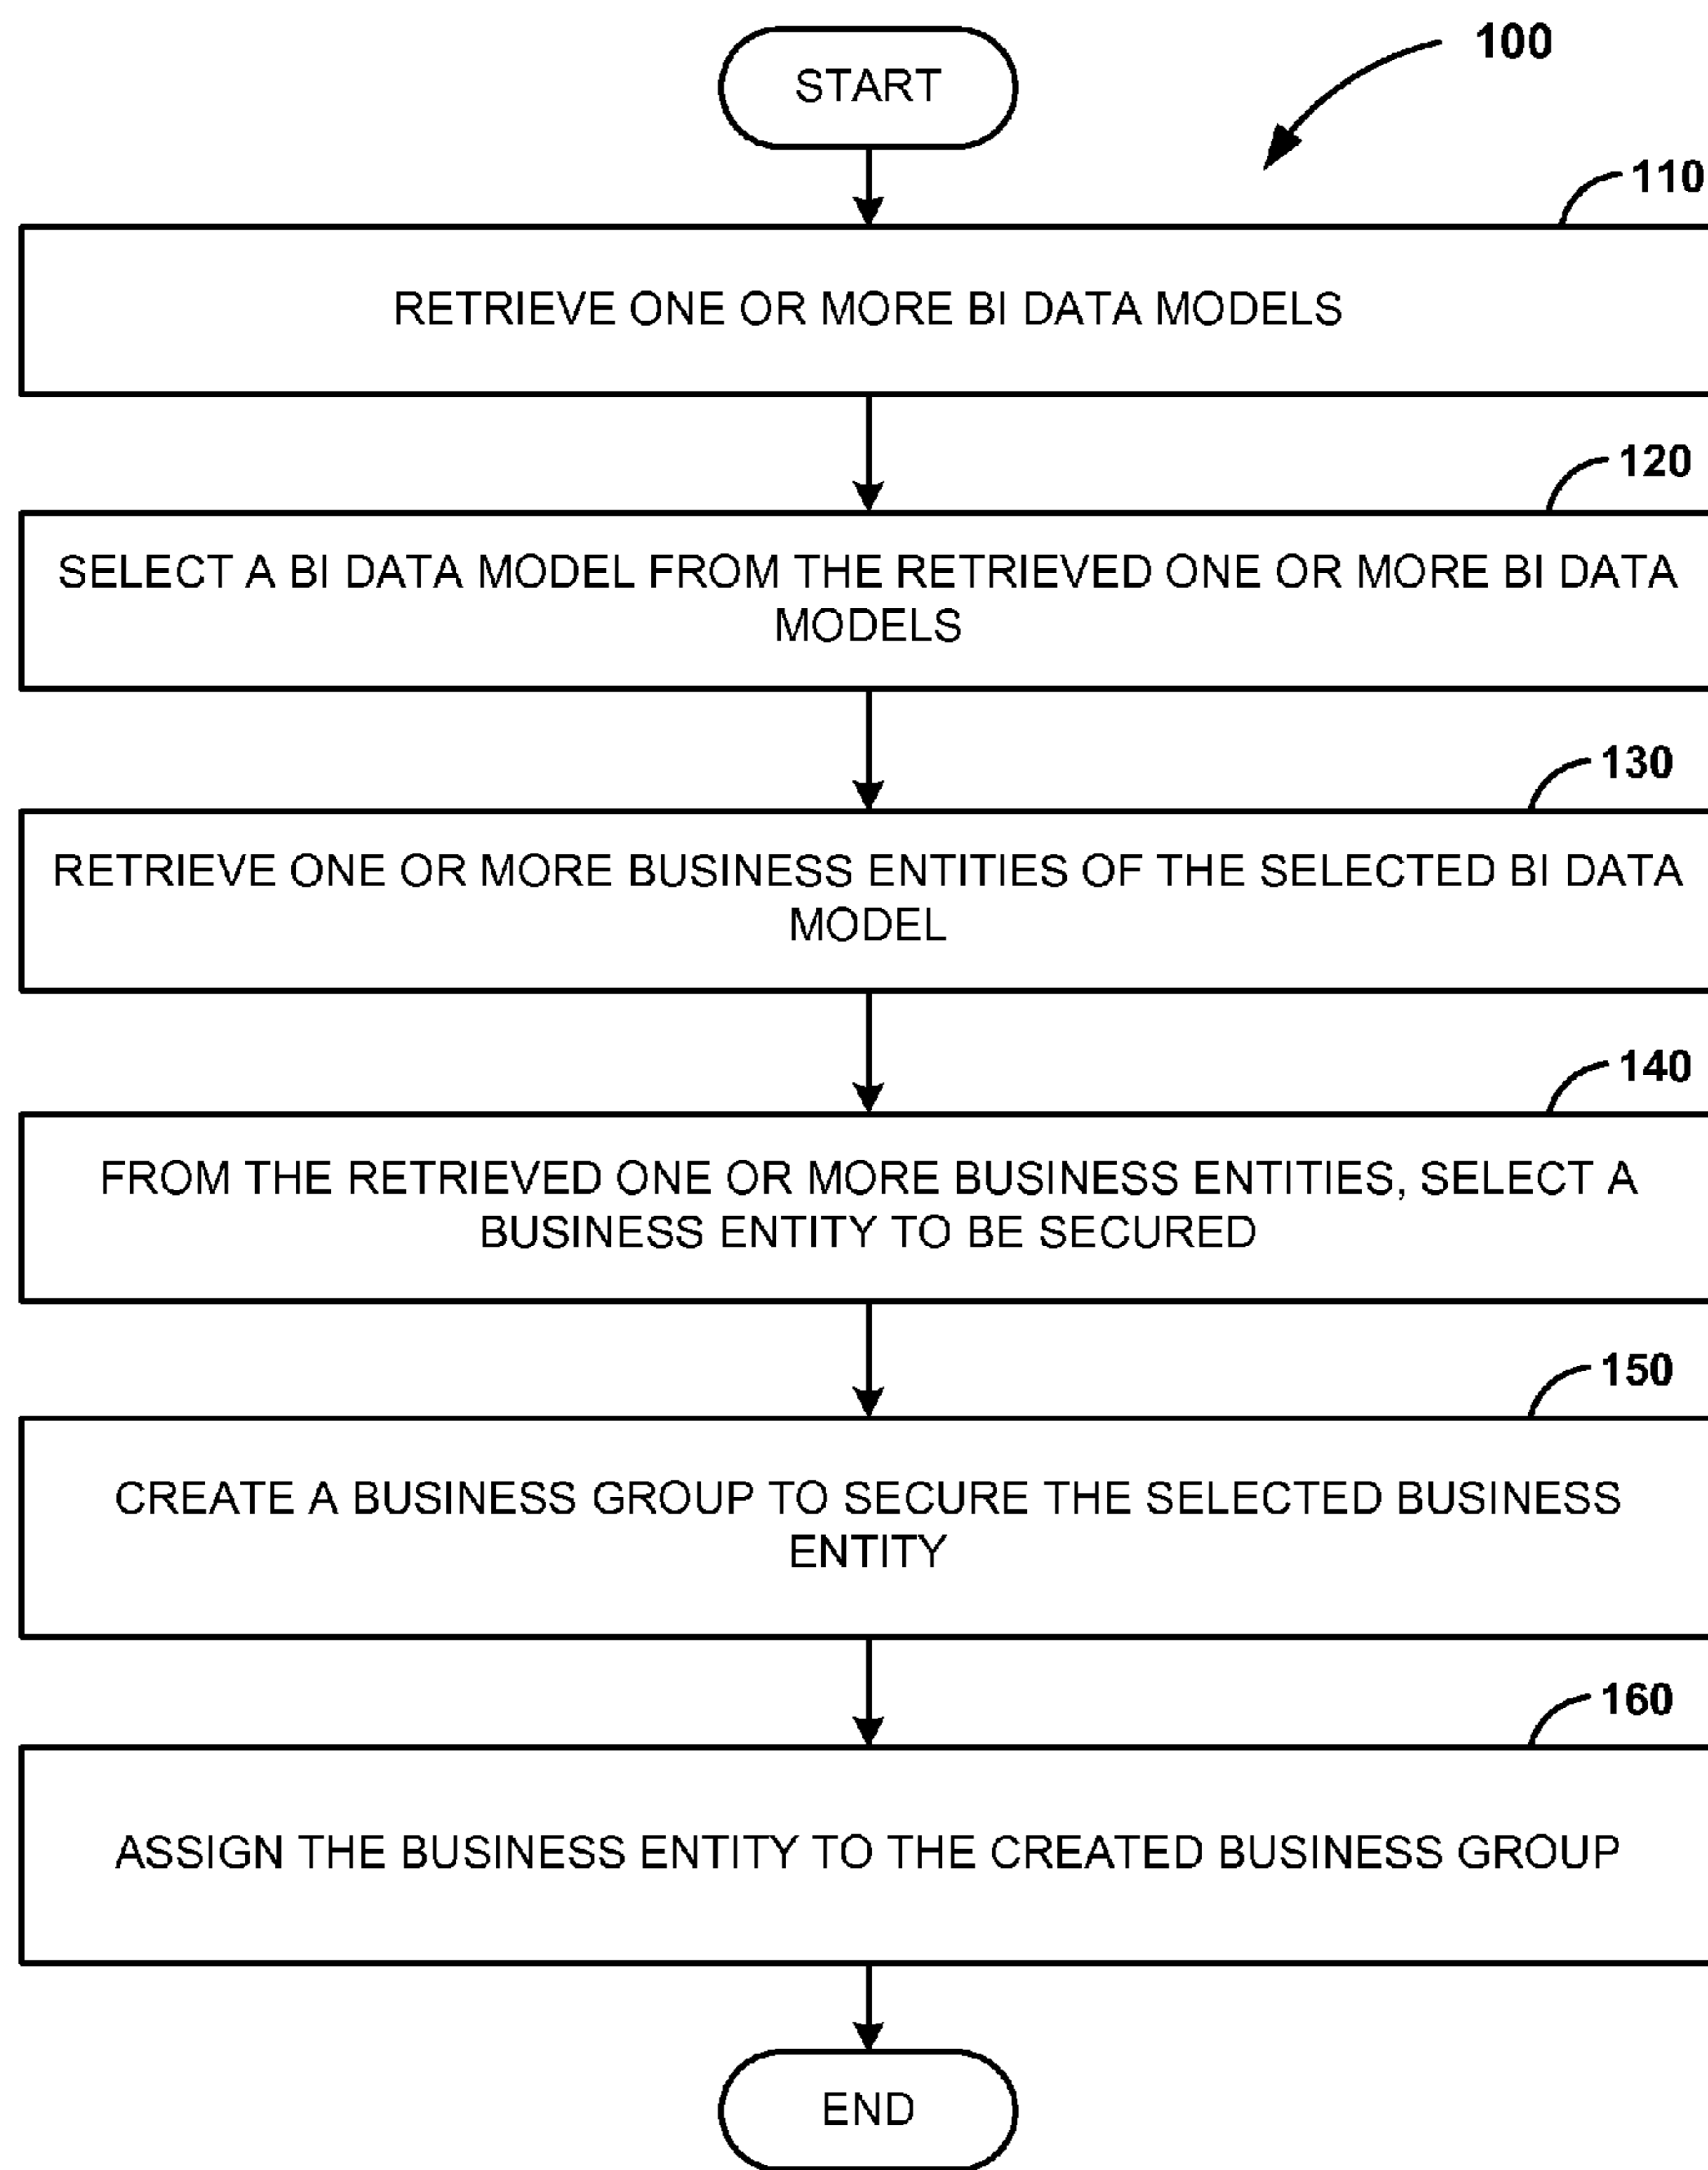 START
100
110
RETRIEVE ONE OR MORE BI DATA MODELS
120
SELECT A BI DATA MODEL FROM THE RETRIEVED ONE OR MORE BI DATA
MODELS
130
RETRIEVE ONE OR MORE BUSINESS ENTITIES OF THE SELECTED BI DATA
MODEL
140
FROM THE RETRIEVED ONE OR MORE BUSINESS ENTITIES, SELECT A
BUSINESS ENTITY TO BE SECURED
150
CREATE A BUSINESS GROUP TO SECURE THE SELECTED BUSINESS
ENTITY
160
ASSIGN THE BUSINESS ENTITY TO THE CREATED BUSINESS GROUP
END